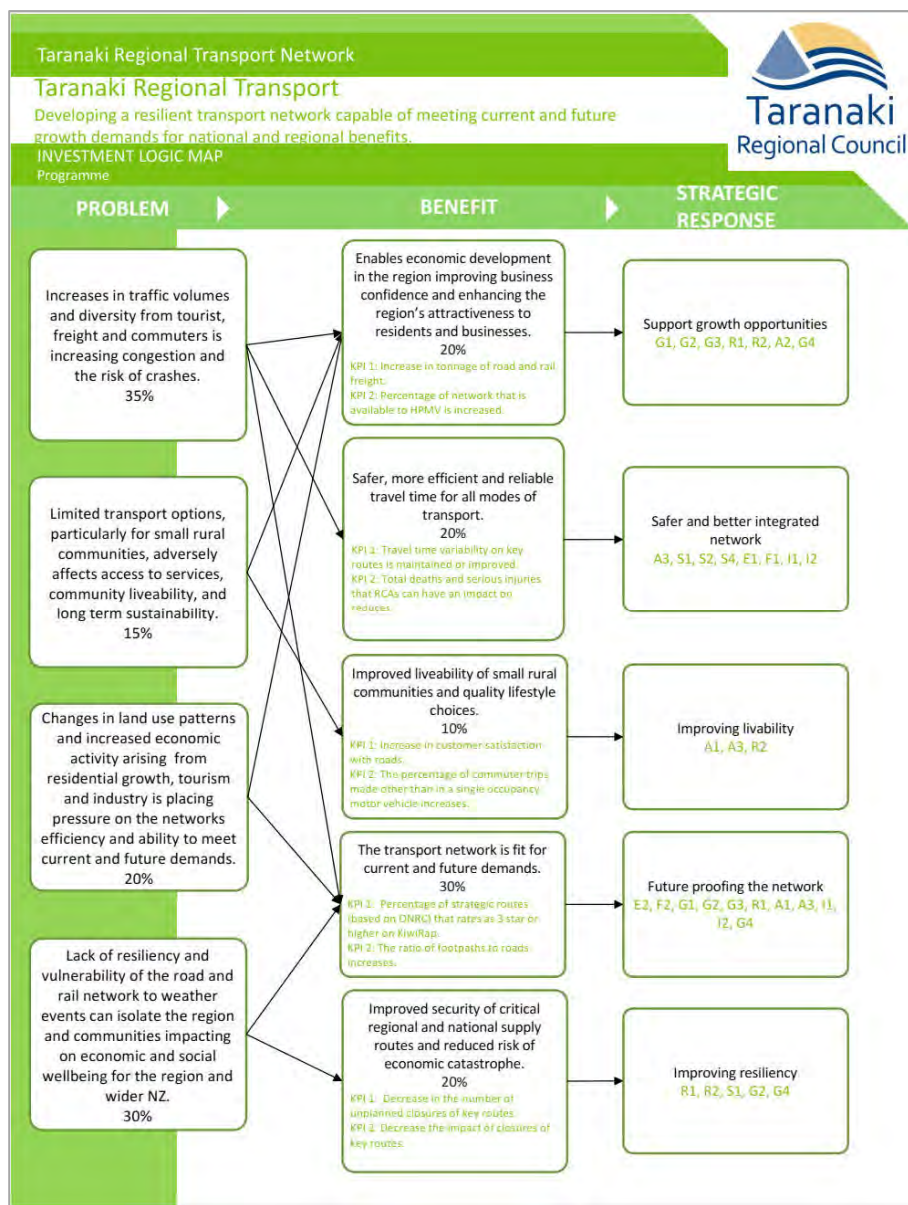 Taranaki Regional Transport Network
Taranaki Regional Transport
Developing a resilient transport network capable of meeting current and future
growth demands for national and regional benefits.
INVESTMENT LOGIC MAP
Programme
Taranaki
Regional Council
PROBLEM
BENEFIT
STRATEGIC
RESPONSE
Increases in traffic volumes
and diversity from tourist,
freight and commuters is
increasing congestion and
the risk of crashes.
35%
Limited transport options,
particularly for small rural
communities, adversely
affects access to services,
community liveability, and
long term sustainability.
15%
Changes in land use patterns
and increased economic
activity arising from
residential growth, tourism
and industry is placing
pressure on the networks
efficiency and ability to meet
current and future demands.
20%
Lack of resiliency and
vulnerability of the road and
rail network to weather
events can isolate the region
and communities impacting
on economic and social
wellbeing for the region and
wider NZ.
30%
Enables economic development
in the region improving business
confidence and enhancing the
region's attractiveness to
residents and businesses.
20%
KPI 1: Increase in tonnage of road and rail
freight.
KPI 2: Percentage of network that is
available to HPMV is increased.
Safer, more efficient and reliable
travel time for all modes of
transport.
20%
KPI 1: Travel time variability on key
routes is maintained or improved.
KPI 2: Total deaths and serious injuries
that RCAs can have an impact on
reduces.
Improved liveability of small rural
communities and quality lifestyle
choices.
10%
KPI 1: Increase in customer satisfaction
with roads.
KPI 2: The percentage of commuter trips
made other than in a single occupancy
motor vehicle increases.
The transport network is fit for
current and future demands.
30%
KPI 1: Percentage of strategic routes
(based on ONRC) that rates as 3 star or
higher on KiwiRap.
KPI 2: The ratio of footpaths to roads
increases.
Improved security of critical
regional and national supply
routes and reduced risk of
economic catastrophe.
20%
KPI 1: Decrease in the number of
unplanned closures of key routes.
KPI 2: Decrease the impact of closures of
key routes.
Support growth opportunities
G1, G2, G3, R1, R2, A2, G4
Safer and better integrated
network
A3, S1, S2, S4, E1, F1, I1, I2
Improving livability
A1, A3, R2
Future proofing the network
E2, F2, G1, G2, G3, R1, A1, A3, I1,
I2, G4
Improving resiliency
R1, R2, S1, G2, G4